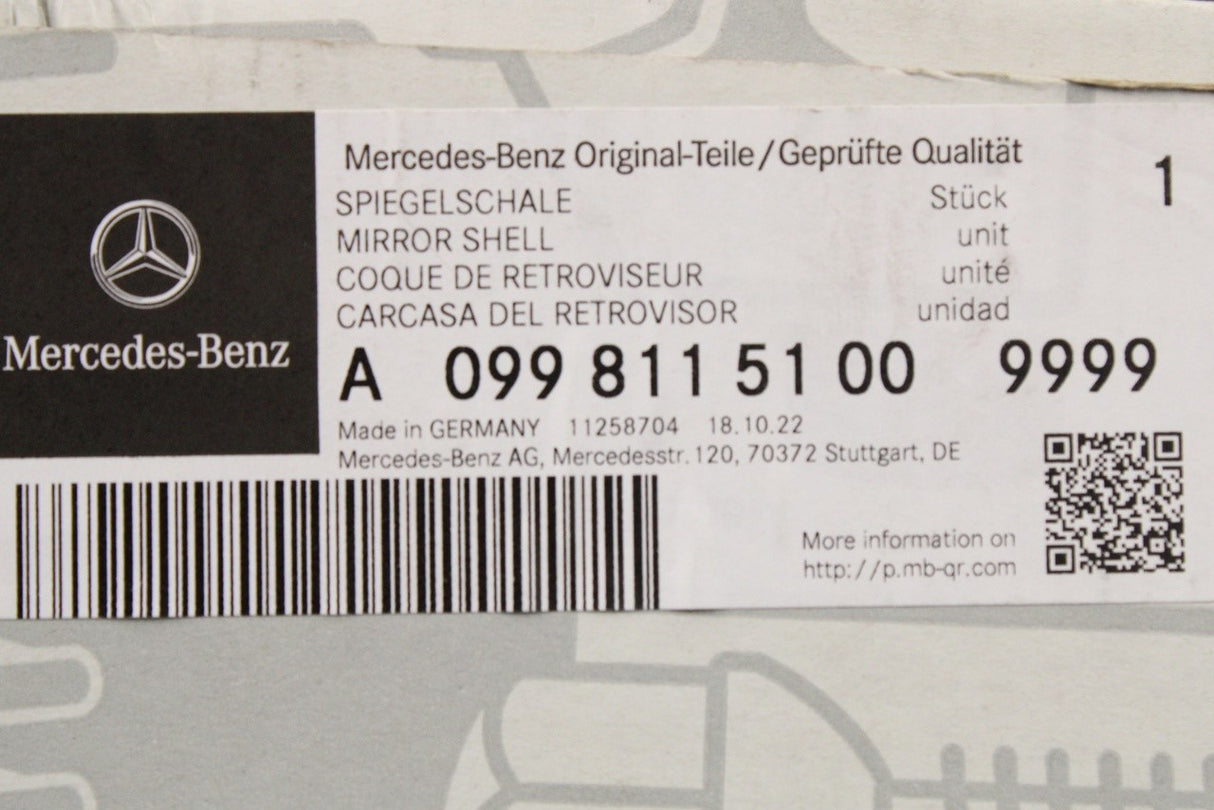 Mercedes-Benz
Mercedes-Benz Original-Teile/Geprüfte Qualität
SPIEGELSCHALE Stück 1
MIRROR SHELL unit
COQUE DE RETROVISEUR unité
CARCASA DEL RETROVISOR unidad
A 099 811 51 00 9999
Made in GERMANY 11258704 18.10.22
Mercedes-Benz AG, Mercedesstr. 120, 70372 Stuttgart, DE
More information on
http://p.mb-qr.com